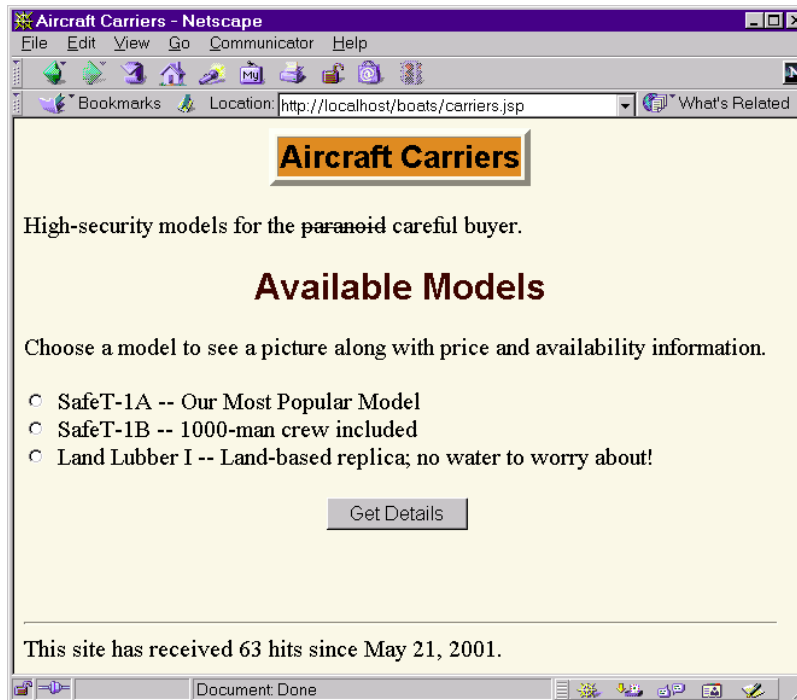 Aircraft Carriers - Netscape
File Edit View Go Communicator Help
My
Bookmarks Location: http://localhost/boats/carriers.jsp What's Related
Aircraft Carriers
High-security models for the paranoid careful buyer.
Available Models
Choose a model to see a picture along with price and availability information.
SafeT-1A -- Our Most Popular Model
SafeT-1B -- 1000-man crew included
Land Lubber I -- Land-based replica; no water to worry about!
Get Details
This site has received 63 hits since May 21, 2001.
Document: Done